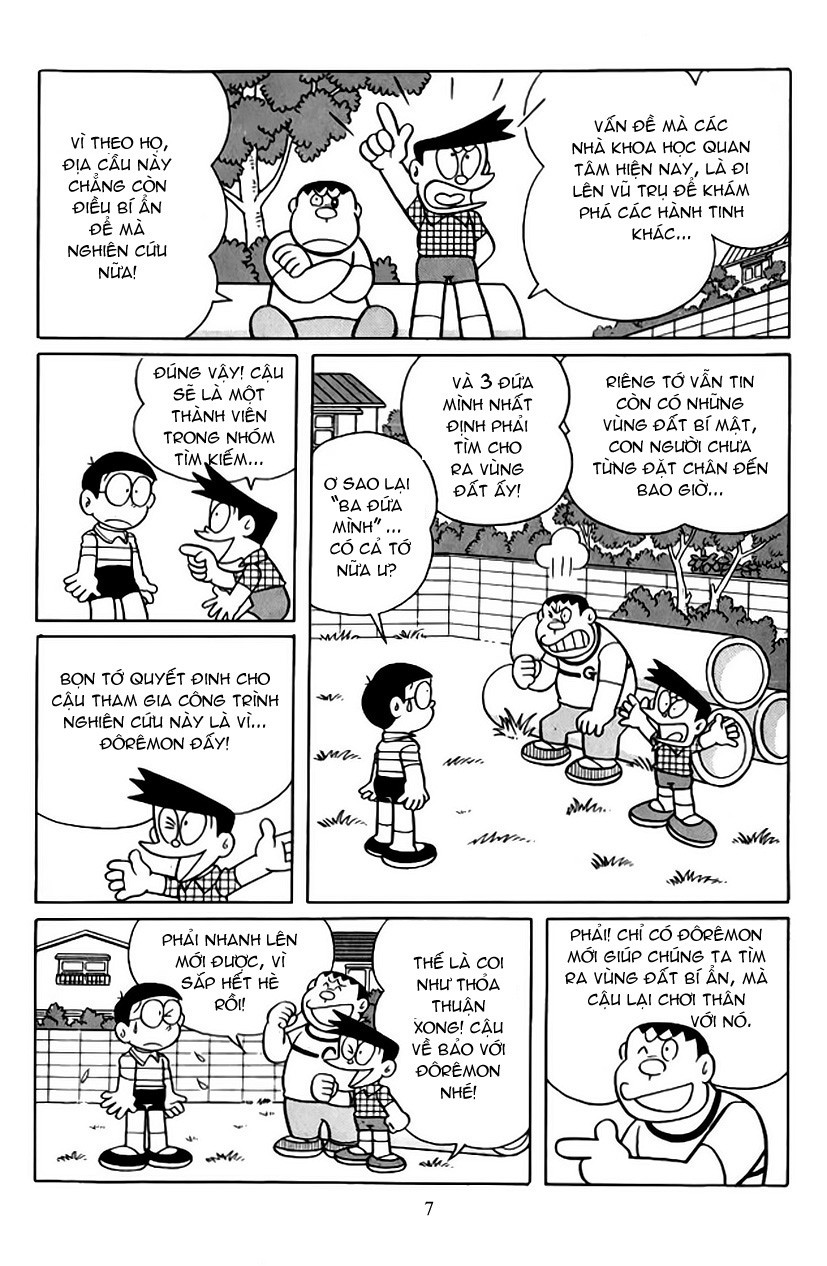 VẤN ĐỀ MÀ CÁC
NHÀ KHOA HỌC QUAN
TÂM HIỆN NAY, LÀ ĐI
LÊN VŨ TRỤ ĐỂ KHÁM
PHÁ CÁC HÀNH TINH
KHÁC...
VÌ THEO HỌ,
ĐỊA CẦU NÀY
CHẲNG CÒN
ĐIỀU BÍ ẨN
ĐỂ MÀ
NGHIÊN CỨU
NỮA!
RIÊNG TỚ VẪN TIN
CÒN CÓ NHŨNG
VÙNG ĐẤT BÍ MẬT,
CON NGƯỜI CHƯA
TỪNG ĐẶT CHÂN ĐẾN
BAO GIỜ...
VÀ 3 ĐỨA
MÌNH NHẤT
ĐỊNH PHẢI
TÌM CHO
RA VÙNG
ĐẤT ẤY!
Ơ SAO LẠI
"BA ĐỨA
MÌNH" ...
CÓ CẢ TỚ
NỮA Ư?
G
ĐÚNG VẬY! CẬU
SẼ LÀ MỘT
THÀNH VIÊN
TRONG NHÓM
TÌM KIẾM...
BỌN TỚ QUYẾT ĐINH CHO
CẬU THAM GIA CÔNG TRÌNH
NGHIÊN CỨU NÀY LÀ VÌ...
ĐÔRÊMON ĐẤY!
PHẢI! CHỈ CÓ ĐÔRÊMON
MỚI GIÚP CHÚNG TA TÌM
RA VÙNG ĐẤT BÍ ẨN, MÀ
CẬU LẠI CHƠI THÂN
VỚI NÓ.
THẾ LÀ COI
NHƯ THỎA
THUẬN
XONG! CẬU
VỀ BẢO VỚI
ĐÔRÊMON
NHÉ!
PHẢI NHANH LÊN
MỚI ĐƯỢC, VÌ
SẮP HẾT HÈ
RỒI!
7